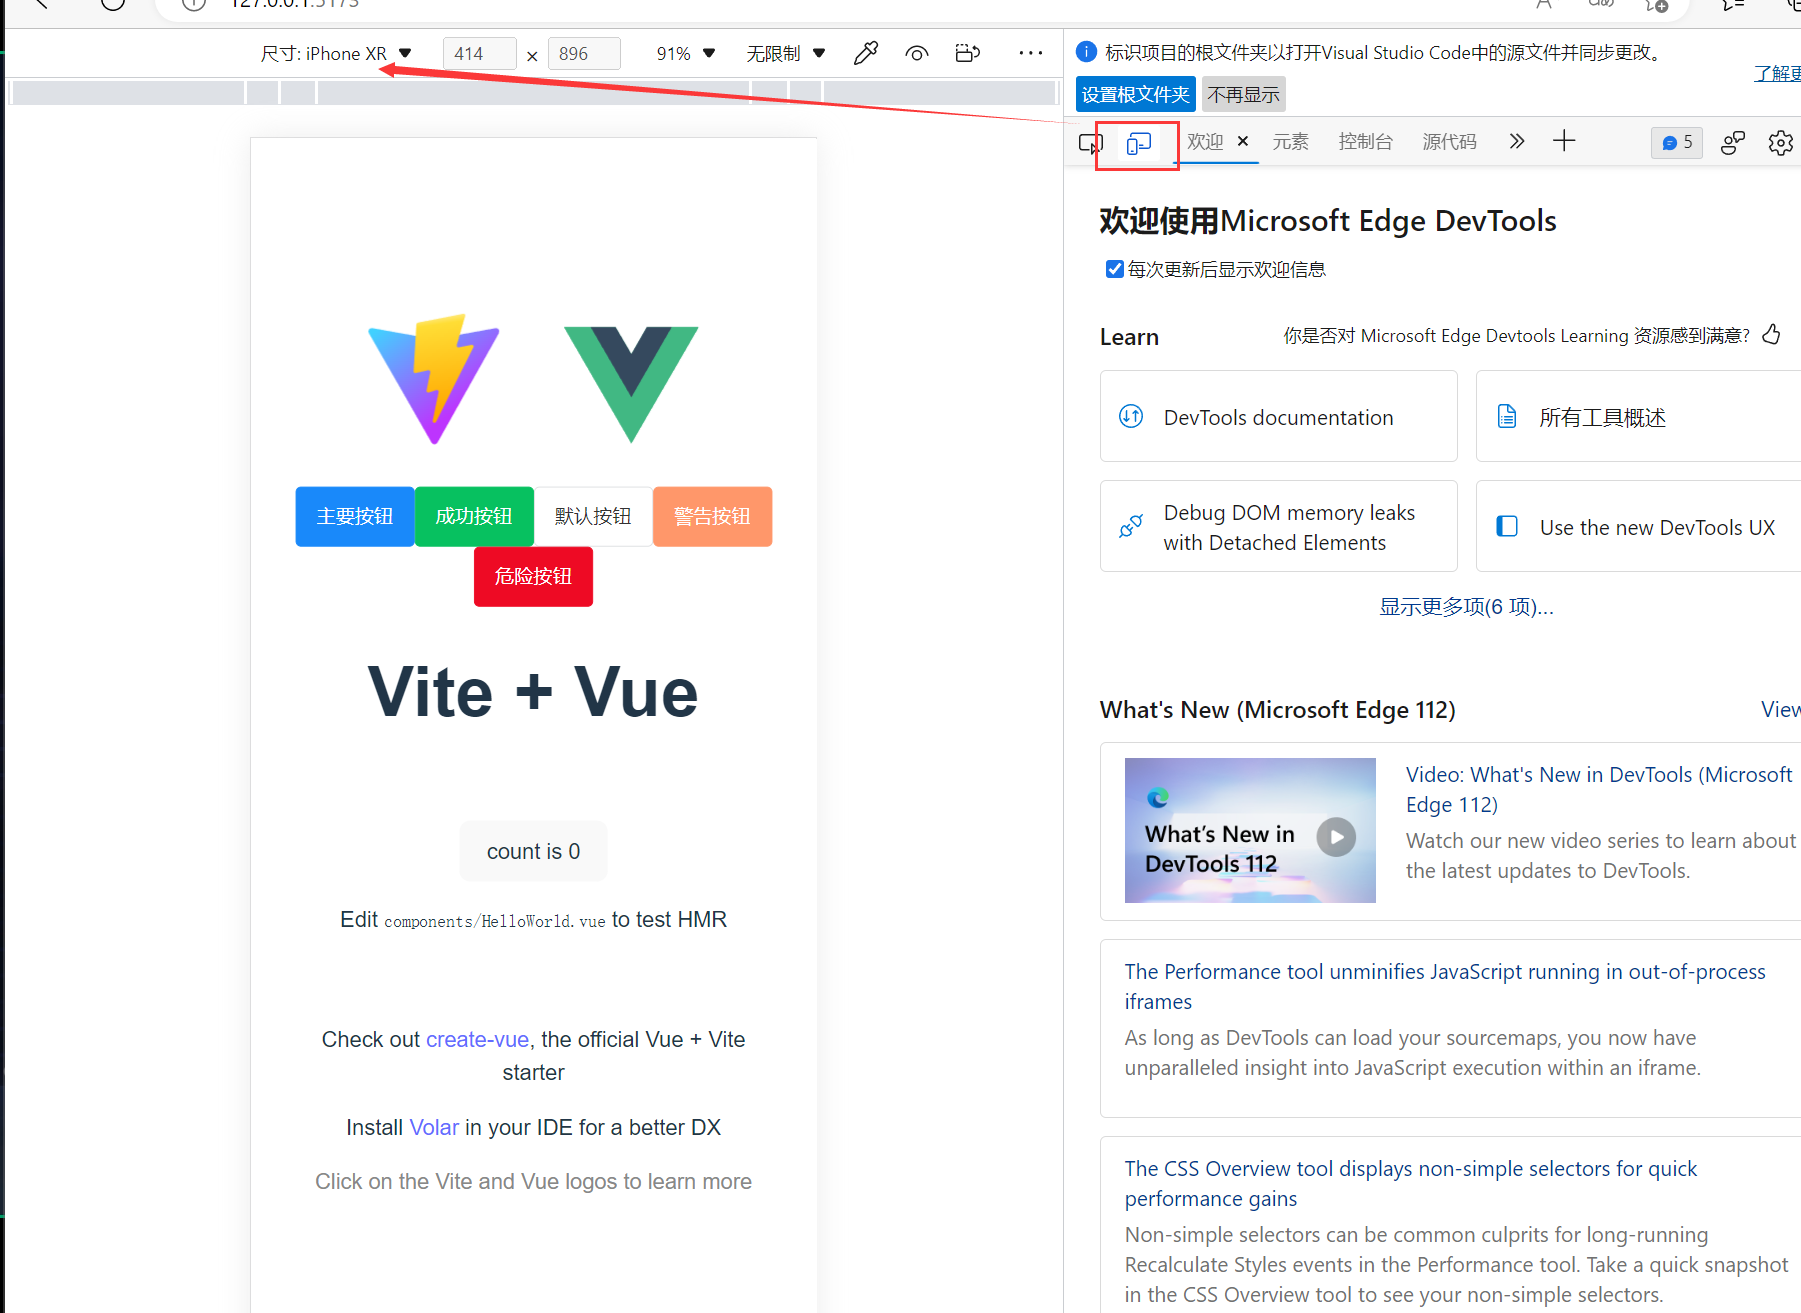 127.0.0.1:5173
尺寸: iPhone XR
414 × 896
91%
无限制
标识项目的根文件夹以打开Visual Studio Code中的源文件并同步更改。
了解更
设置根文件夹
不再显示
欢迎
元素
控制台
源代码
5
欢迎使用Microsoft Edge DevTools
每次更新后显示欢迎信息
Learn
你是否对 Microsoft Edge Devtools Learning 资源感到满意?
DevTools documentation
所有工具概述
Debug DOM memory leaks
with Detached Elements
Use the new DevTools UX
显示更多项(6 项)...
What's New (Microsoft Edge 112)
View
What's New in
DevTools 112
Video: What's New in DevTools (Microsoft
Edge 112)
Watch our new video series to learn about
the latest updates to DevTools.
The Performance tool unminifies JavaScript running in out-of-process
iframes
As long as DevTools can load your sourcemaps, you now have
unparalleled insight into JavaScript execution within an iframe.
The CSS Overview tool displays non-simple selectors for quick
performance gains
Non-simple selectors can be common culprits for long-running
Recalculate Styles events in the Performance tool. Take a quick snapshot
in the CSS Overview tool to see your non-simple selectors.
主要按钮
成功按钮
默认按钮
警告按钮
危险按钮
Vite + Vue
count is 0
Edit components/HelloWorld.vue to test HMR
Check out create-vue, the official Vue + Vite
starter
Install Volar in your IDE for a better DX
Click on the Vite and Vue logos to learn more